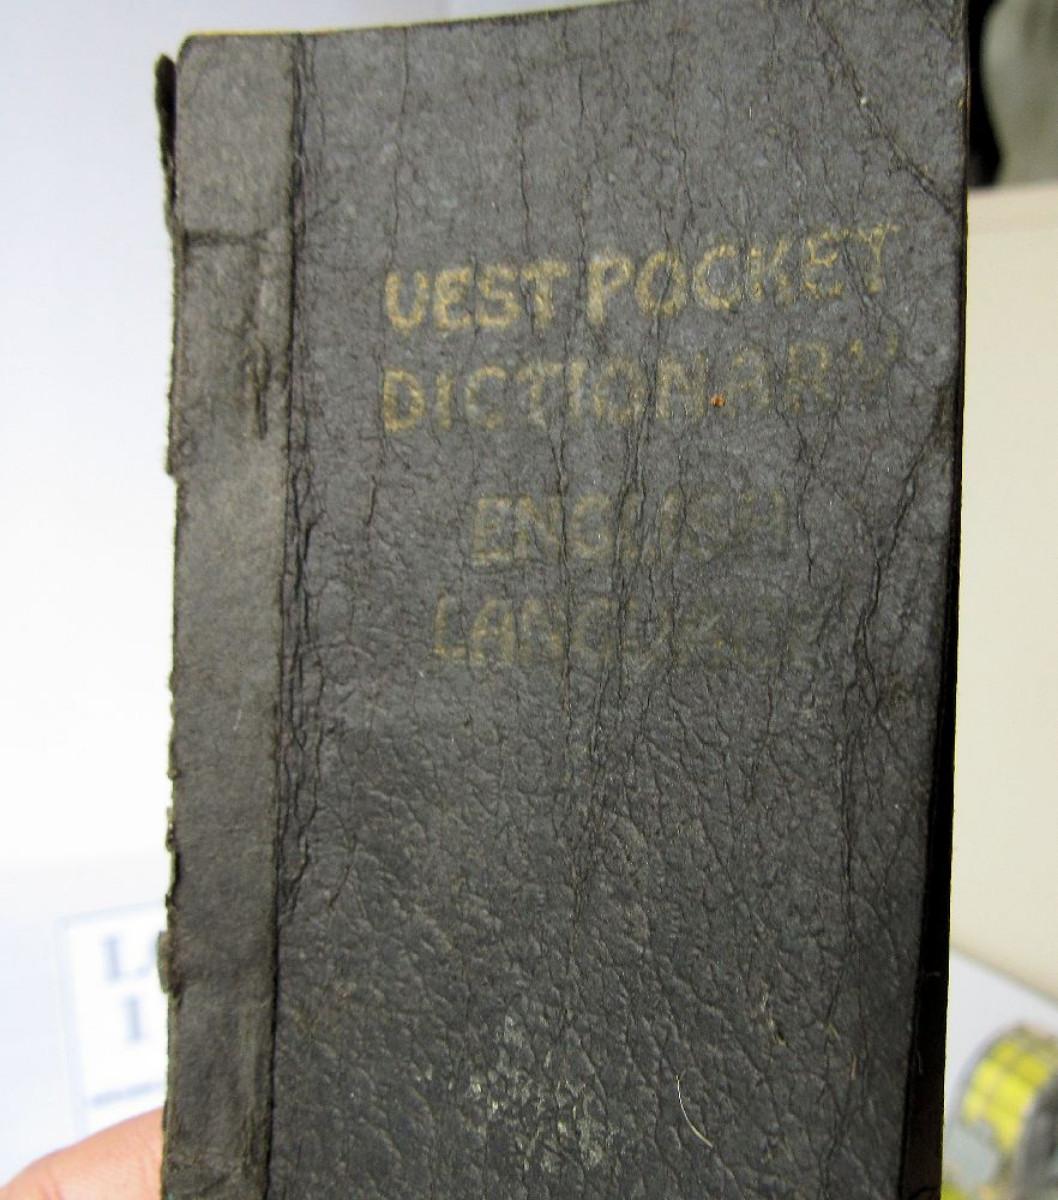 VEST POCKET
DICTIONARY
ENGLISH
LANGUAGE